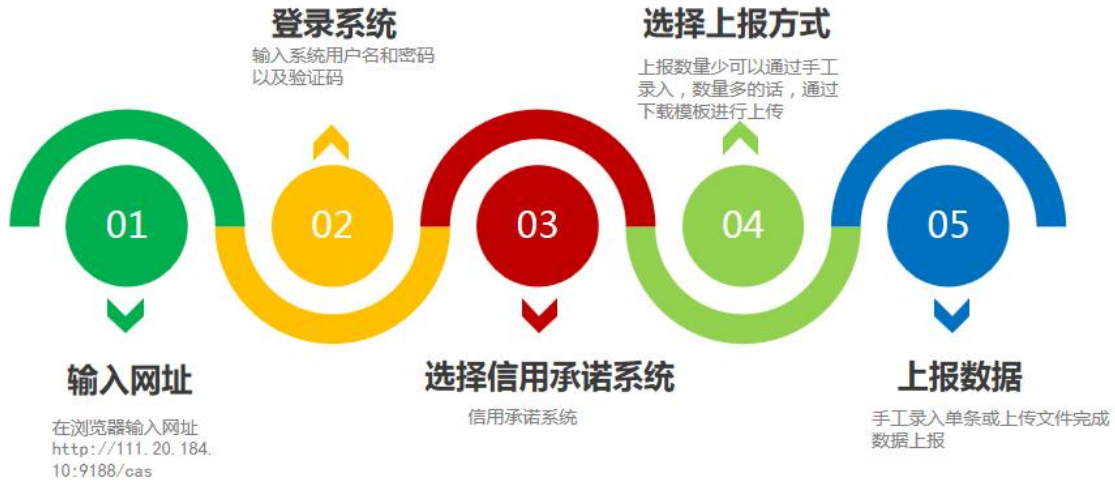 登录系统
输入系统用户名和密码
以及验证码
选择上报方式
上报数量少可以通过手工
录入，数量多的话，通过
下载模板进行上传
01
02
03
04
05
输入网址
在浏览器输入网址
http://111.20.184.
10:9188/cas
选择信用承诺系统
信用承诺系统
上报数据
手工录入单条或上传文件完成
数据上报